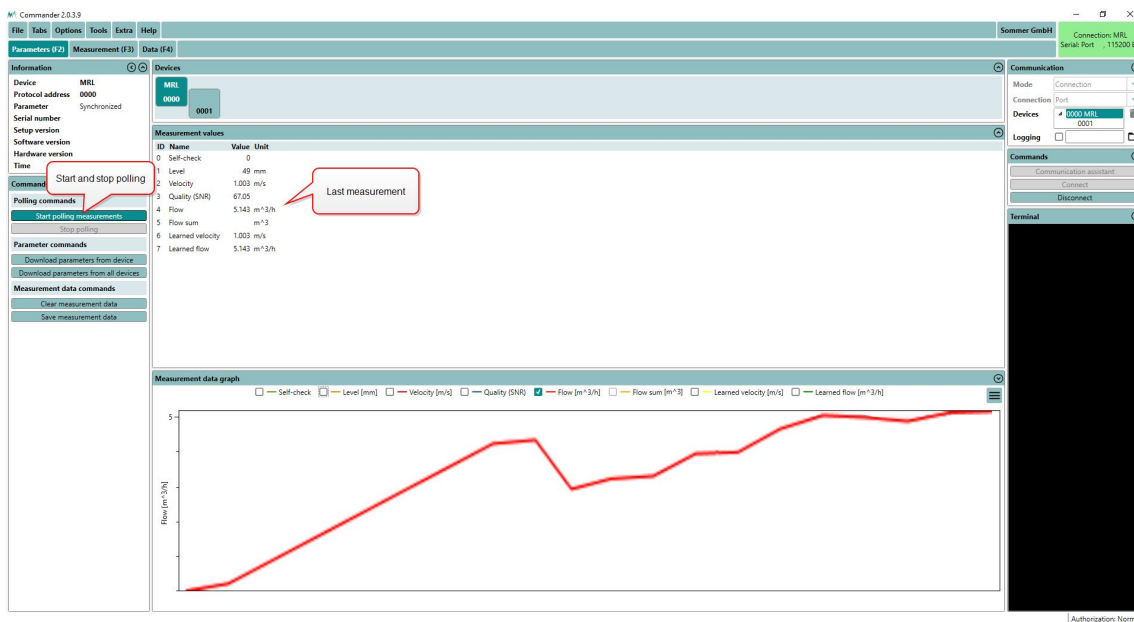 Commander 2.0.3.9
File Tabs Options Tools Extra Help
Sommer GmbH
Connection: MRL
Serial: Port , 115200 B
Parameters (F2) Measurement (F3) Data (F4)
Information
Device MRL
Protocol address 0000
Parameter Synchronized
Serial number
Setup version
Software version
Hardware version
Time
Start and stop polling
Command
Polling commands
Start polling measurements
Stop polling
Parameter commands
Download parameters from device
Download parameters from all devices
Measurement data commands
Clear measurement data
Save measurement data
Devices
MRL
0000
0001
Measurement values
ID Name Value Unit
0 Self-check 0
1 Level 49 mm
2 Velocity 1.003 m/s
3 Quality (SNR) 67.05
4 Flow 5.143 m^3/h
5 Flow sum m^3
6 Learned velocity 1.003 m/s
7 Learned flow 5.143 m^3/h
Last measurement
Measurement data graph
Self-check Level [mm] Velocity [m/s] Quality (SNR) Flow [m^3/h] Flow sum [m^3] Learned velocity [m/s] Learned flow [m^3/h]
5
Flow [m^3/h]
Communication
Mode Connection
Connection Port
Devices 0000 MRL
0001
Logging
Commands
Communication assistant
Connect
Disconnect
Terminal
Authorization: Norm